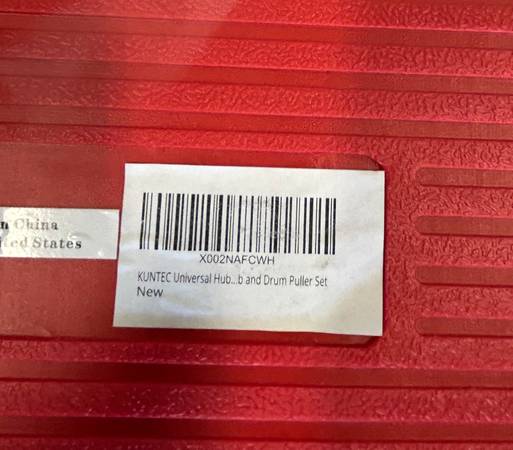 n China
ted States
X002NAFCWH
KUNTEC Universal Hub...b and Drum Puller Set
New